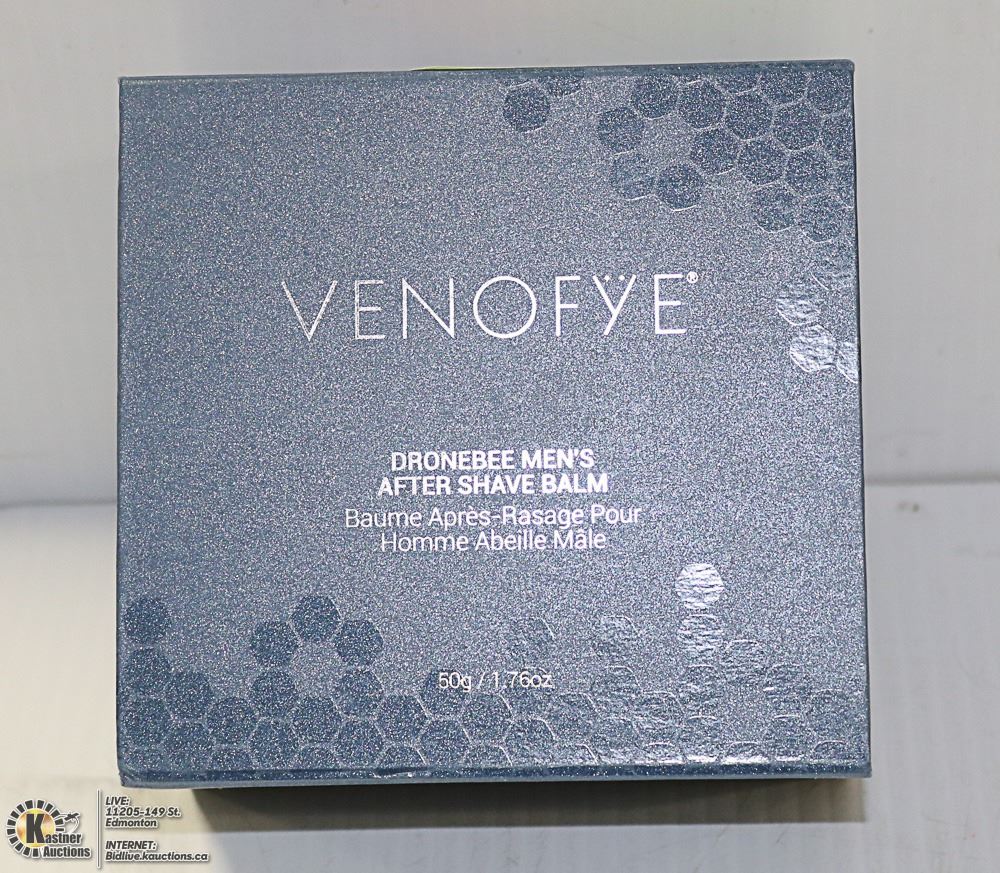 VENOFŸE®
DRONEBEE MEN'S
AFTER SHAVE BALM
Baume Après-Rasage Pour
Homme Abeille Mâle
50g / 1.76oz
Kastner
Auctions
LIVE:
11205-149 St.
Edmonton
INTERNET:
Bidlive.kauctions.ca